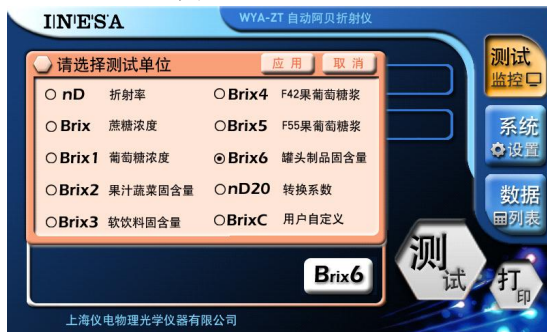 INESA
WYA-ZT 自动阿贝折射仪
请选择测试单位
应 用
取 消
nD 折射率
Brix4 F42果葡萄糖浆
Brix 蔗糖浓度
Brix5 F55果葡萄糖浆
Brix1 葡萄糖浓度
Brix6 罐头制品固含量
Brix2 果汁蔬菜固含量
nD20 转换系数
Brix3 软饮料固含量
BrixC 用户自定义
Brix6
测试
监控
系统
设置
数据
列表
测试
打印
上海仪电物理光学仪器有限公司